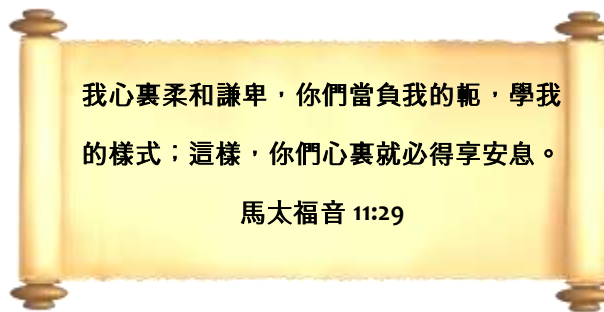 我心裏柔和謙卑，你們當負我的軛，學我
的樣式；這樣，你們心裏就必得享安息。
馬太福音 11:29